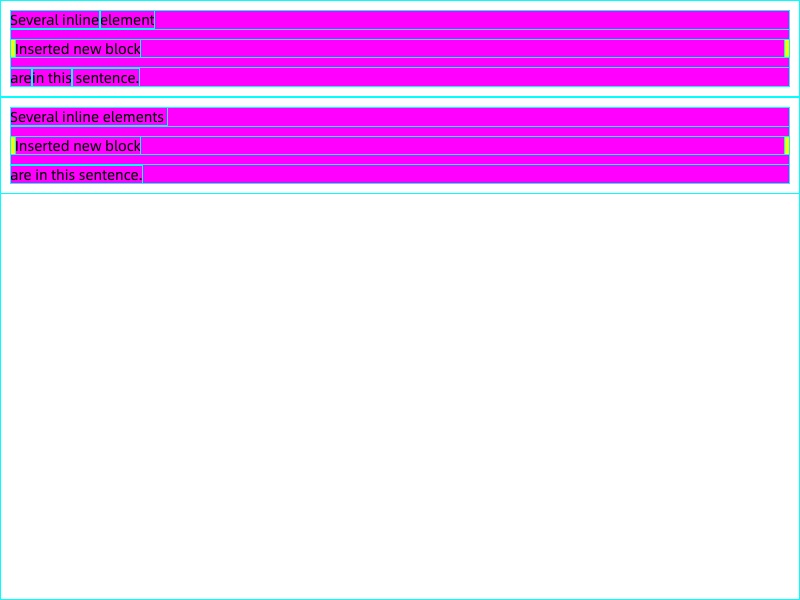 Several inline element
inserted new block
are in this sentence.
Several inline elements
inserted new block
are in this sentence.